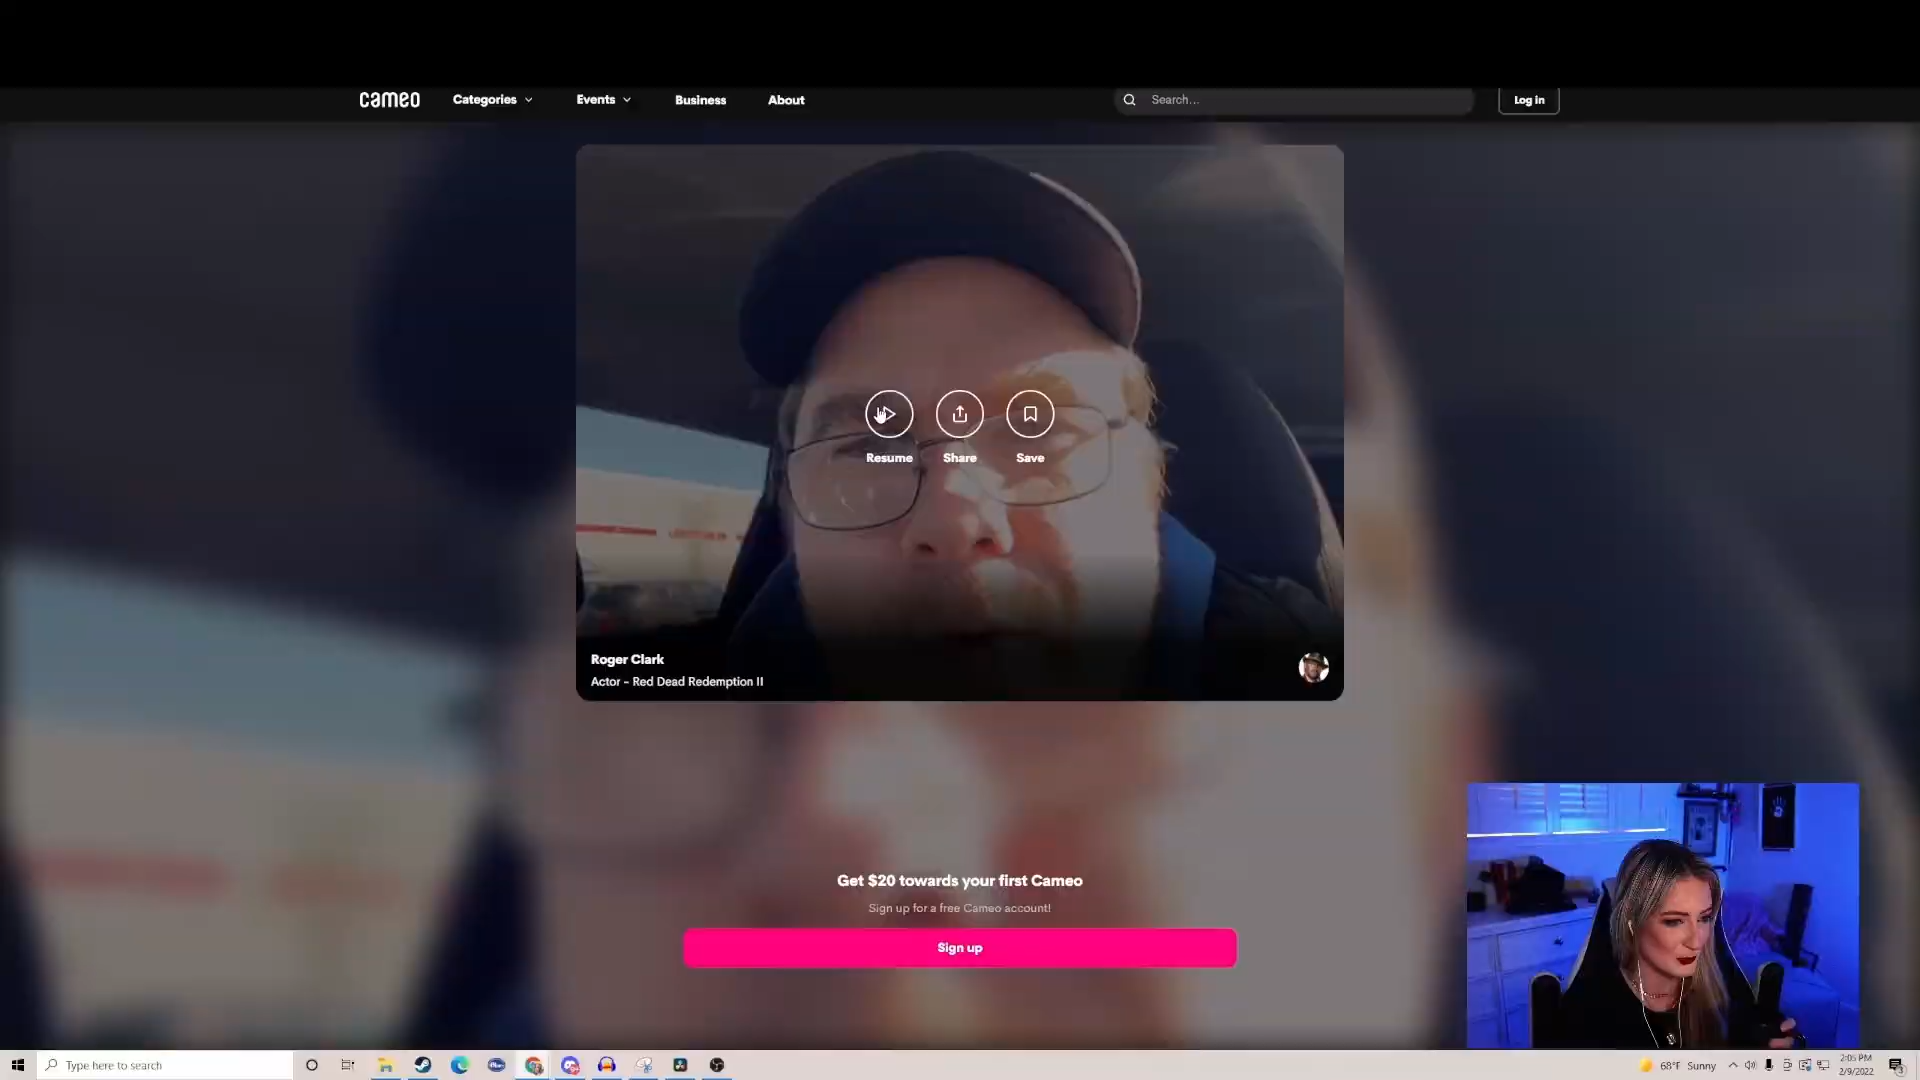 cameo
Categories
Events
Business
About
Search...
Log in
Resume
Share
Save
Roger Clark
Actor - Red Dead Redemption II
Get $20 towards your first Cameo
Sign up for a free Cameo account!
Sign up
Type here to search
68°F Sunny
2:05 PM
2/9/2022